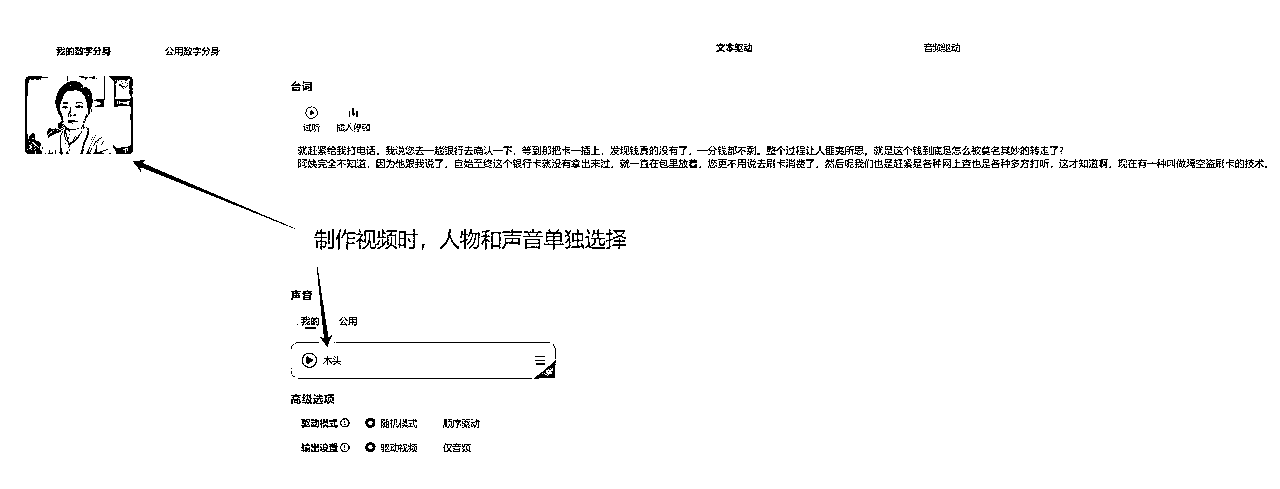 我的数字分身 公用数字分身 文本驱动 音频驱动
台词
试听 插入停顿
就赶紧给我打电话。我说您去一趟银行去确认一下，等到那把卡一插上，发现钱真的没有了，一分钱都不剩。整个过程让人匪夷所思。就是这个钱到底是怎么被莫名其妙的转走了？
阿姨完全不知道，因为他跟我说了，自始至终这个银行卡就没有拿出来过，就一直在包里放着，您更不用说去刷卡消费了，然后呢我们也是赶紧是各种网上查也是各种多方打听，这才知道啊，现在有一种叫做隔空盗刷卡的技术。
制作视频时，人物和声音单独选择
声音
我的 公用
木头
高级选项
驱动模式 随机模式 顺序驱动
输出设置 驱动视频 仅音频